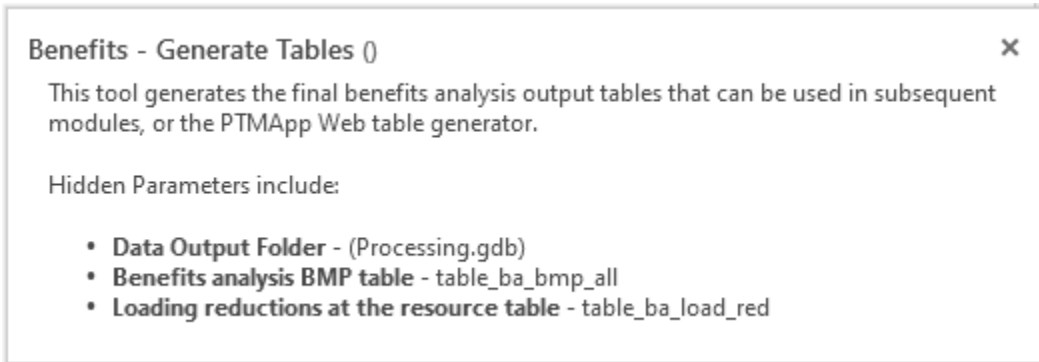 Benefits - Generate Tables ()
×
This tool generates the final benefits analysis output tables that can be used in subsequent
modules, or the PTMApp Web table generator.
Hidden Parameters include:
• Data Output Folder - (Processing.gdb)
• Benefits analysis BMP table - table_ba_bmp_all
• Loading reductions at the resource table - table_ba_load_red